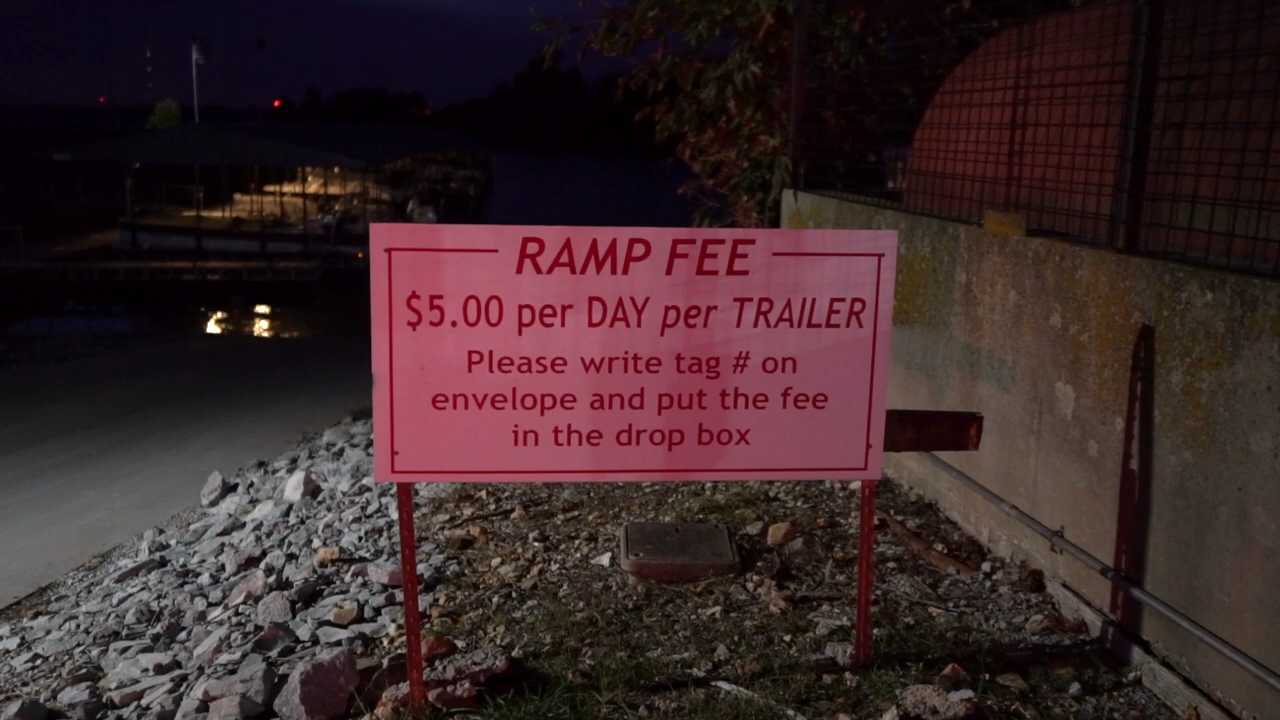 RAMP FEE
$5.00 per DAY per TRAILER
Please write tag # on
envelope and put the fee
in the drop box